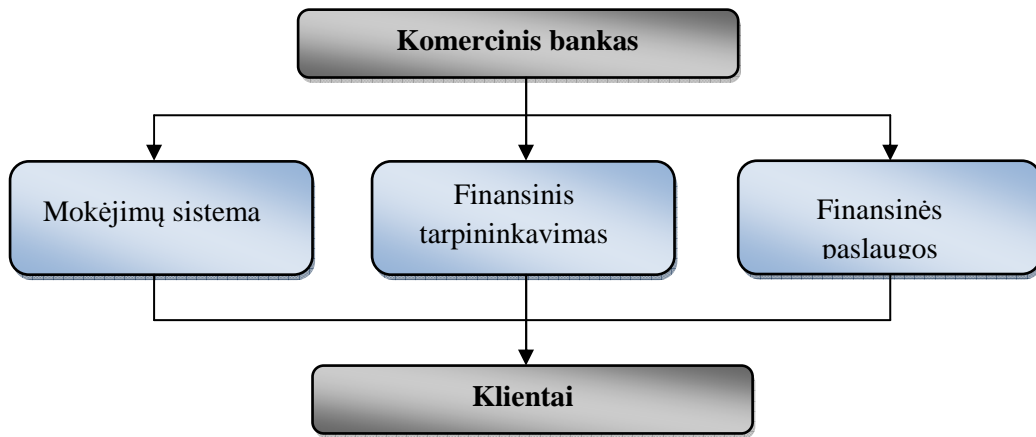 Komercinis bankas
Mokėjimų sistema
Finansinis
tarpininkavimas
Finansinės
paslaugos
Klientai